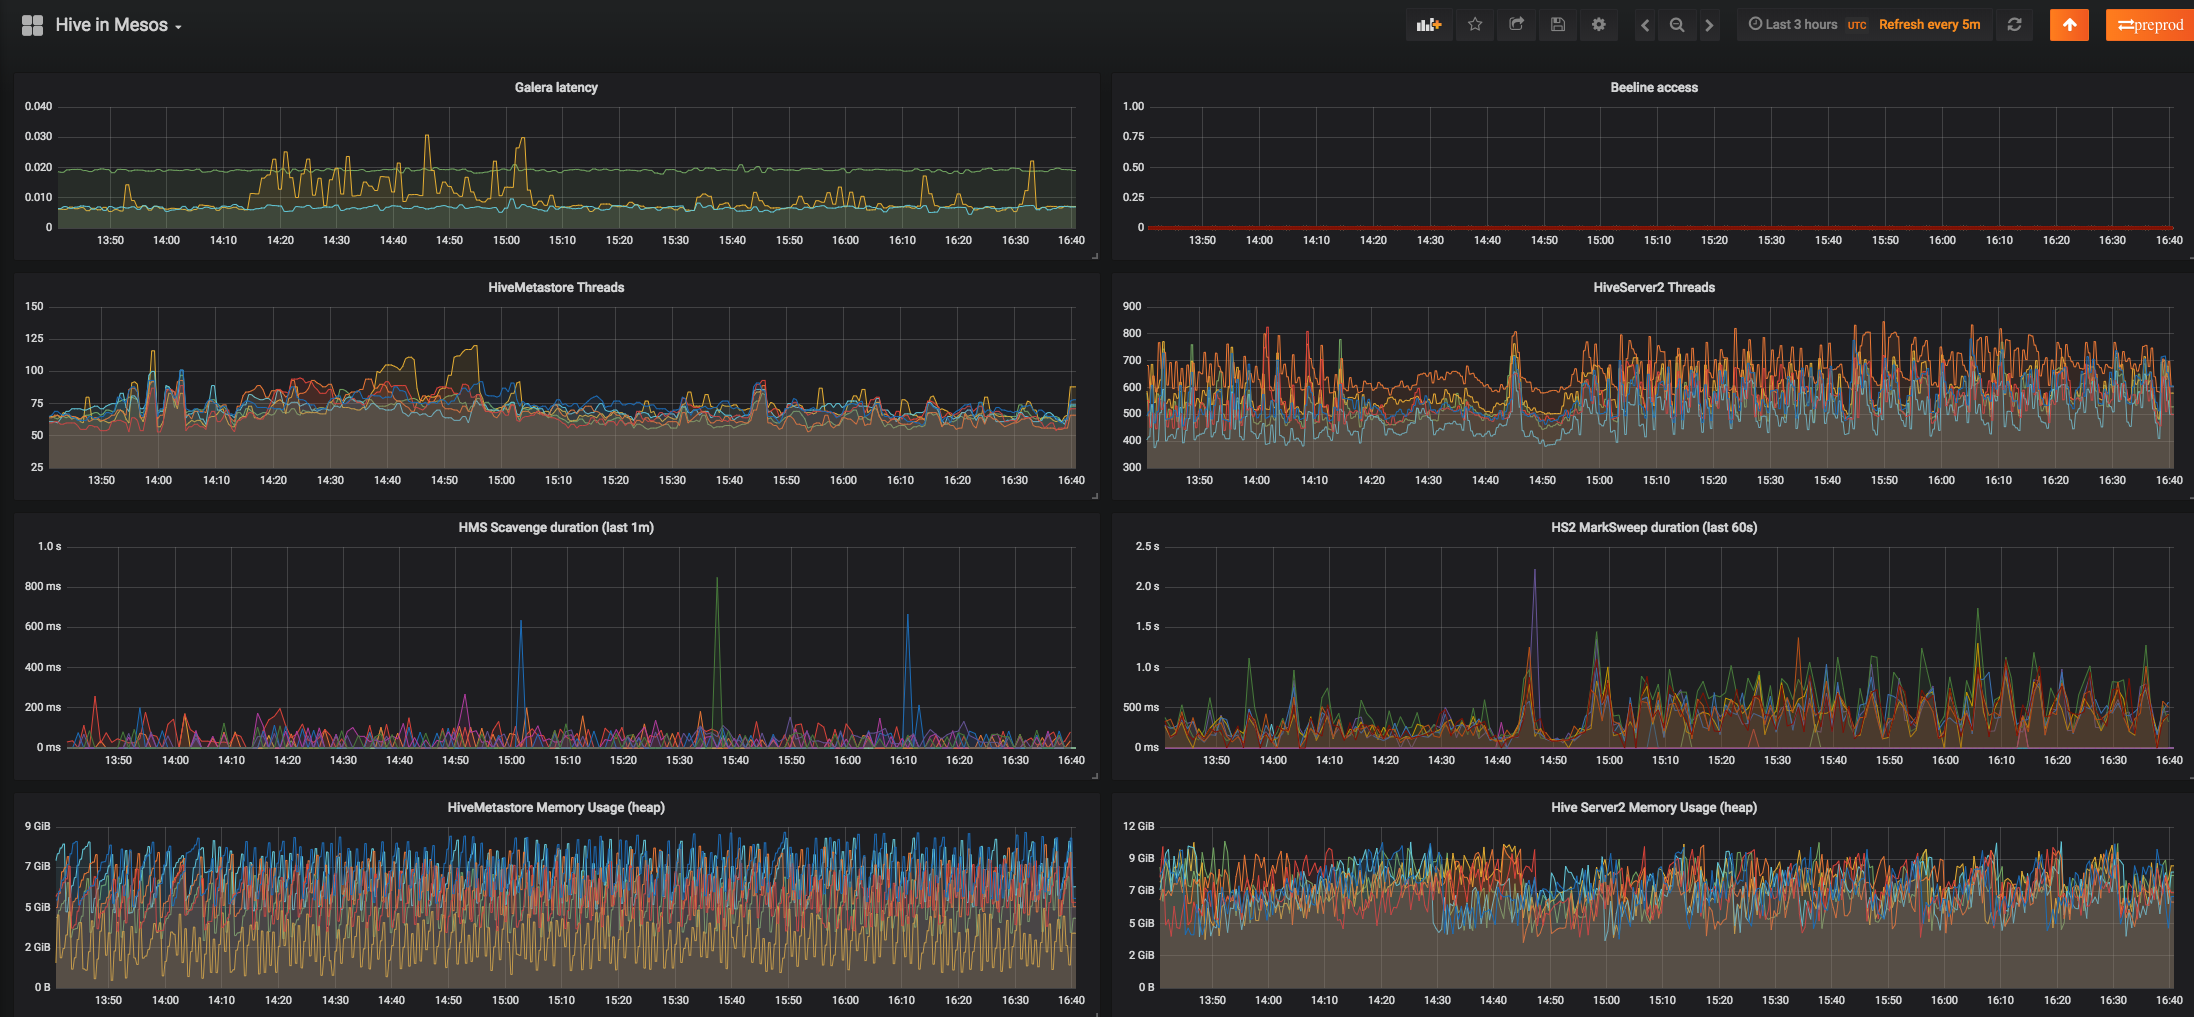 Hive in Mesos
Last 3 hours UTC Refresh every 5m
preprod
Galera latency
0.040
0.030
0.020
0.010
0
13:50 14:00 14:10 14:20 14:30 14:40 14:50 15:00 15:10 15:20 15:30 15:40 15:50 16:00 16:10 16:20 16:30 16:40
Beeline access
1.00
0.75
0.50
0.25
0
13:50 14:00 14:10 14:20 14:30 14:40 14:50 15:00 15:10 15:20 15:30 15:40 15:50 16:00 16:10 16:20 16:30 16:40
HiveMetastore Threads
150
125
100
75
50
25
13:50 14:00 14:10 14:20 14:30 14:40 14:50 15:00 15:10 15:20 15:30 15:40 15:50 16:00 16:10 16:20 16:30 16:40
HiveServer2 Threads
900
800
700
600
500
400
300
13:50 14:00 14:10 14:20 14:30 14:40 14:50 15:00 15:10 15:20 15:30 15:40 15:50 16:00 16:10 16:20 16:30 16:40
HMS Scavenge duration (last 1m)
1.0 s
800 ms
600 ms
400 ms
200 ms
0 ms
13:50 14:00 14:10 14:20 14:30 14:40 14:50 15:00 15:10 15:20 15:30 15:40 15:50 16:00 16:10 16:20 16:30 16:40
HS2 MarkSweep duration (last 60s)
2.5 s
2.0 s
1.5 s
1.0 s
500 ms
0 ms
13:50 14:00 14:10 14:20 14:30 14:40 14:50 15:00 15:10 15:20 15:30 15:40 15:50 16:00 16:10 16:20 16:30 16:40
HiveMetastore Memory Usage (heap)
9 GiB
7 GiB
5 GiB
2 GiB
0 B
13:50 14:00 14:10 14:20 14:30 14:40 14:50 15:00 15:10 15:20 15:30 15:40 15:50 16:00 16:10 16:20 16:30 16:40
Hive Server2 Memory Usage (heap)
12 GiB
9 GiB
7 GiB
5 GiB
2 GiB
0 B
13:50 14:00 14:10 14:20 14:30 14:40 14:50 15:00 15:10 15:20 15:30 15:40 15:50 16:00 16:10 16:20 16:30 16:40